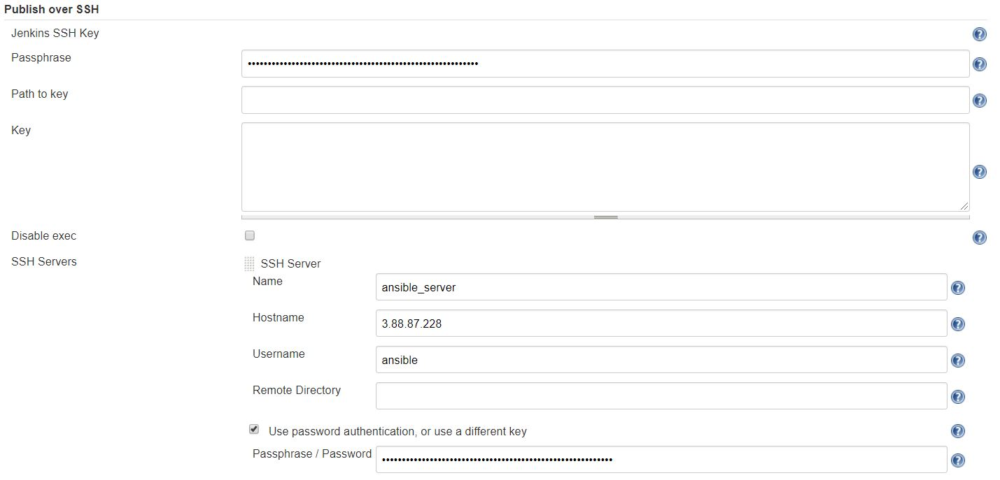 Publish over SSH
Jenkins SSH Key
Passphrase
Path to key
Key
Disable exec
SSH Servers
SSH Server
Name
ansible_server
Hostname
3.88.87.228
Username
ansible
Remote Directory
Use password authentication, or use a different key
Passphrase / Password